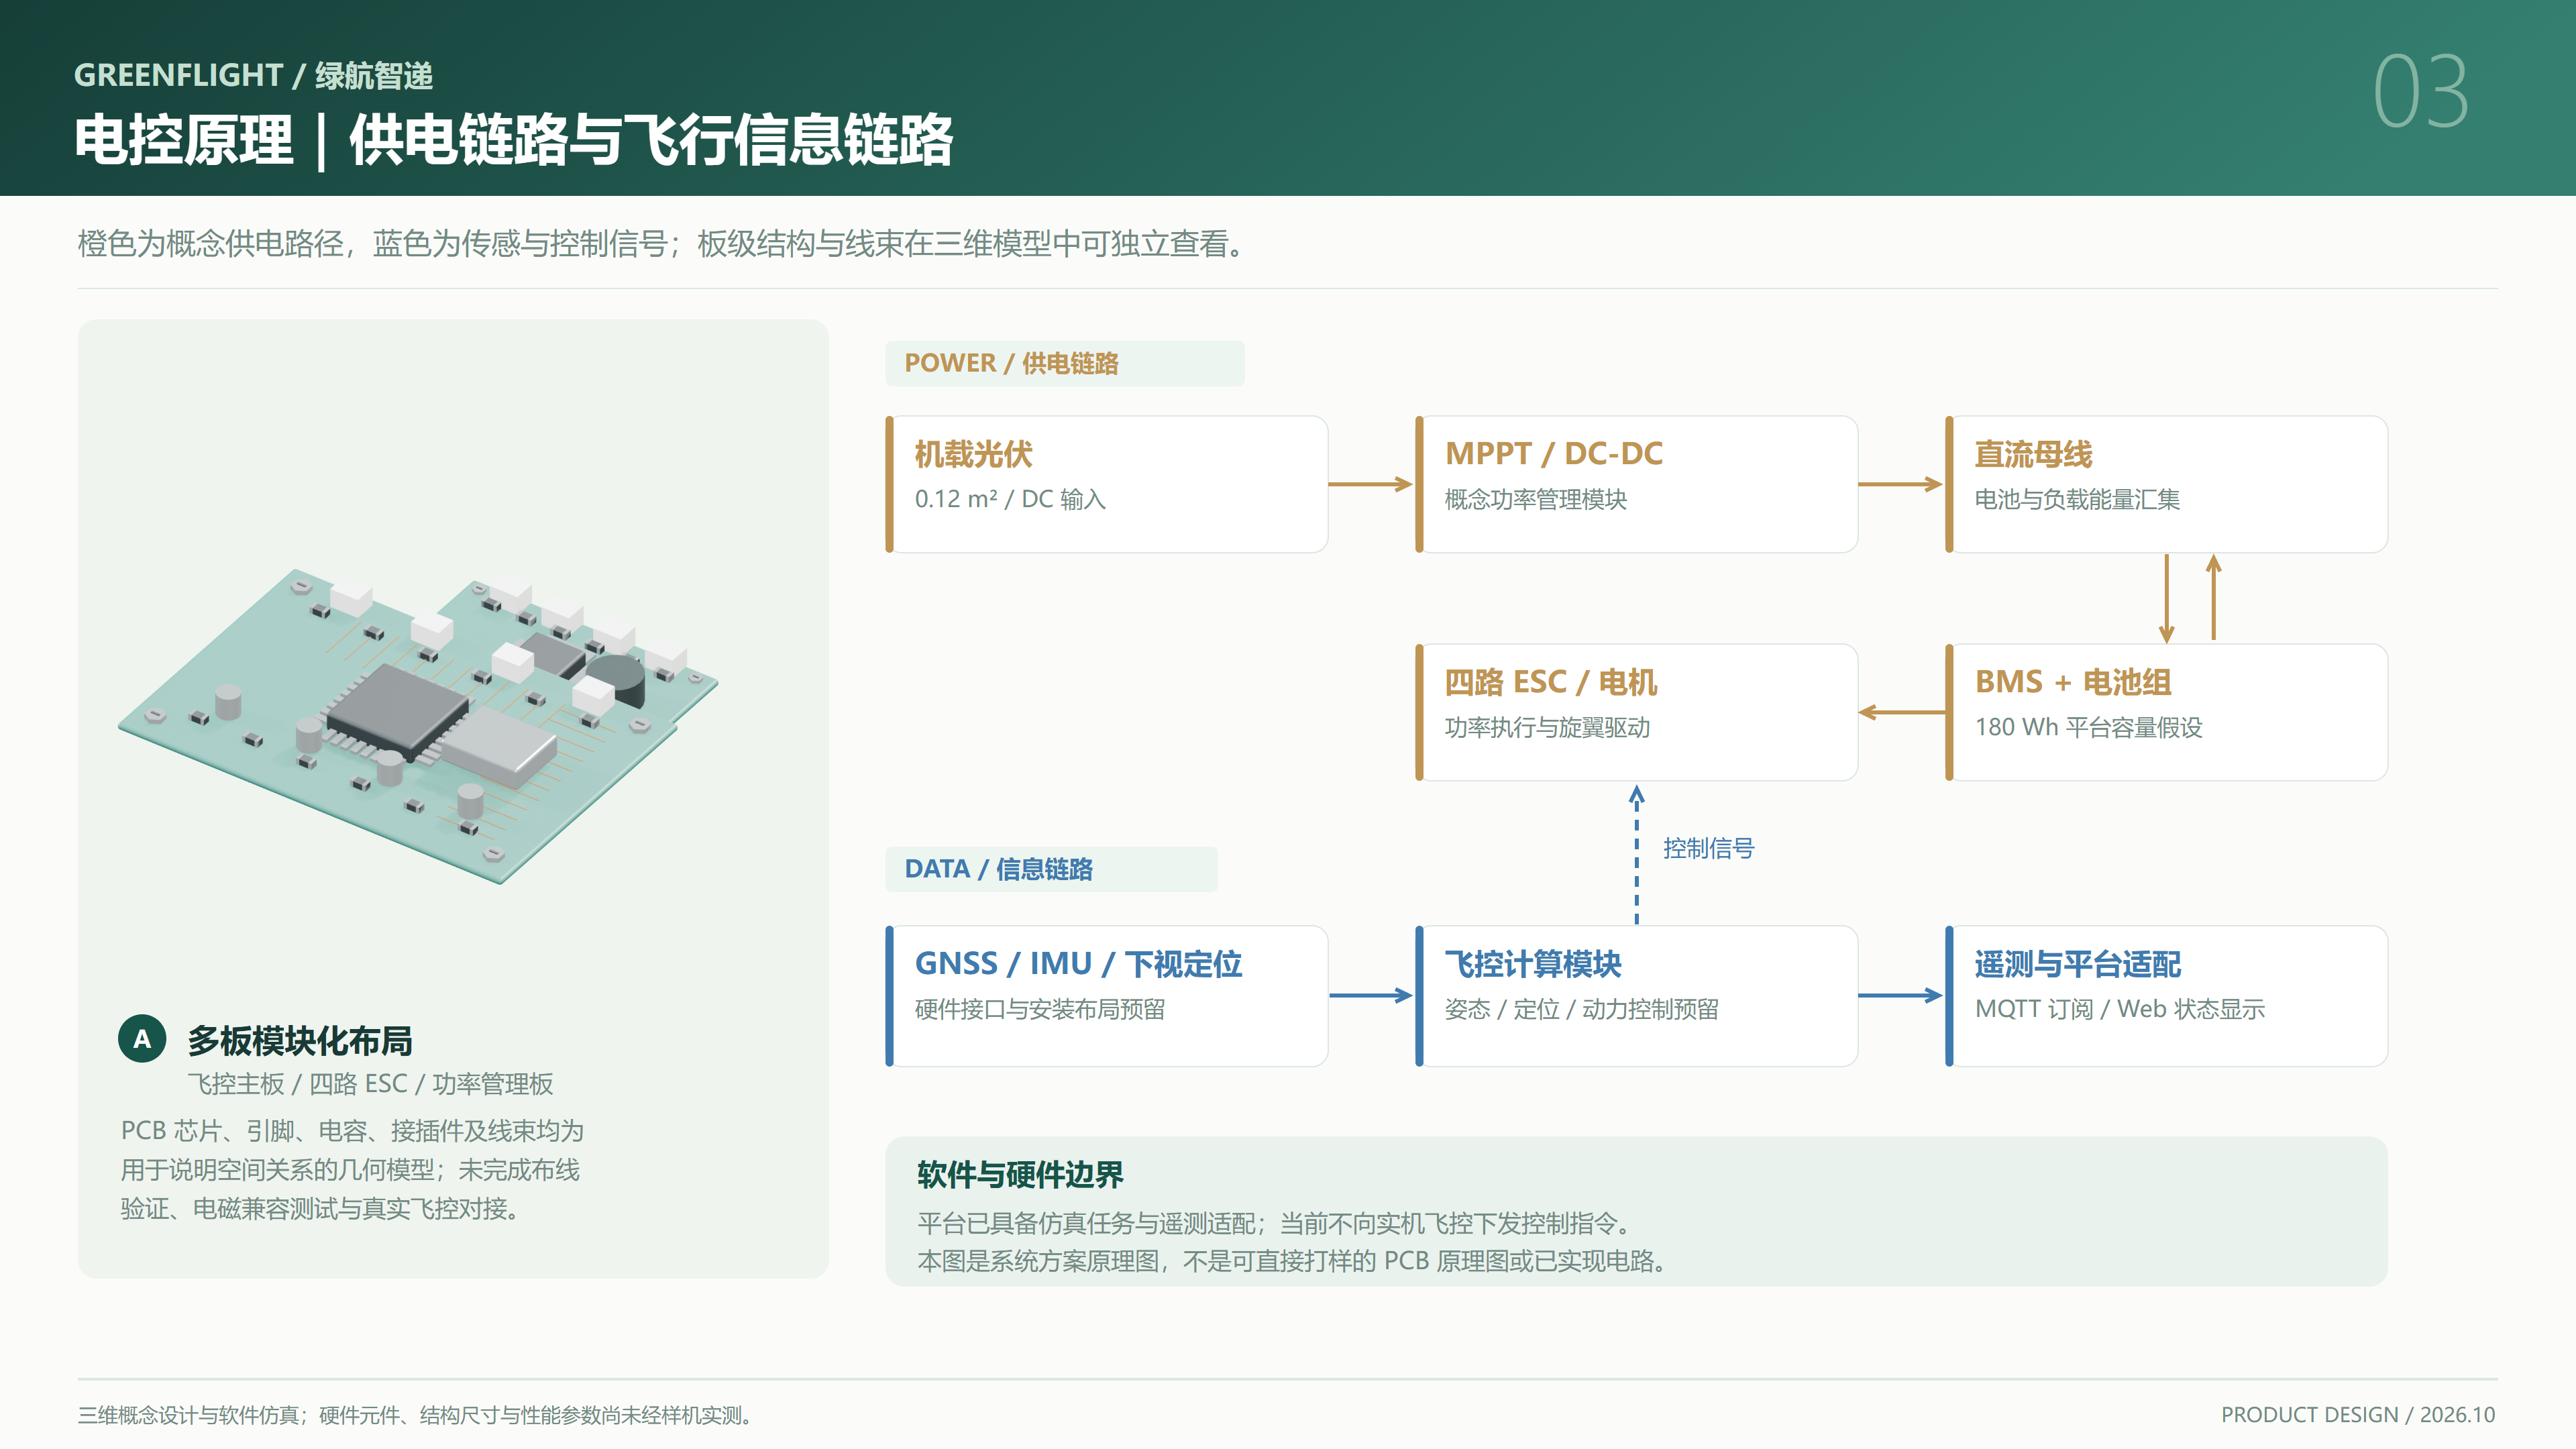 GREENFLIGHT / 绿航智递
03
电控原理｜供电链路与飞行信息链路
橙色为概念供电路径，蓝色为传感与控制信号；板级结构与线束在三维模型中可独立查看。
A 多板模块化布局
飞控主板 / 四路 ESC / 功率管理板
PCB 芯片、引脚、电容、接插件及线束均为
用于说明空间关系的几何模型；未完成布线
验证、电磁兼容测试与真实飞控对接。
POWER / 供电链路
机载光伏
0.12 m² / DC 输入
MPPT / DC-DC
概念功率管理模块
直流母线
电池与负载能量汇集
四路 ESC / 电机
功率执行与旋翼驱动
BMS + 电池组
180 Wh 平台容量假设
控制信号
DATA / 信息链路
GNSS / IMU / 下视定位
硬件接口与安装布局预留
飞控计算模块
姿态 / 定位 / 动力控制预留
遥测与平台适配
MQTT 订阅 / Web 状态显示
软件与硬件边界
平台已具备仿真任务与遥测适配；当前不向实机飞控下发控制指令。
本图是系统方案原理图，不是可直接打样的 PCB 原理图或已实现电路。
三维概念设计与软件仿真；硬件元件、结构尺寸与性能参数尚未经样机实测。
PRODUCT DESIGN / 2026.10